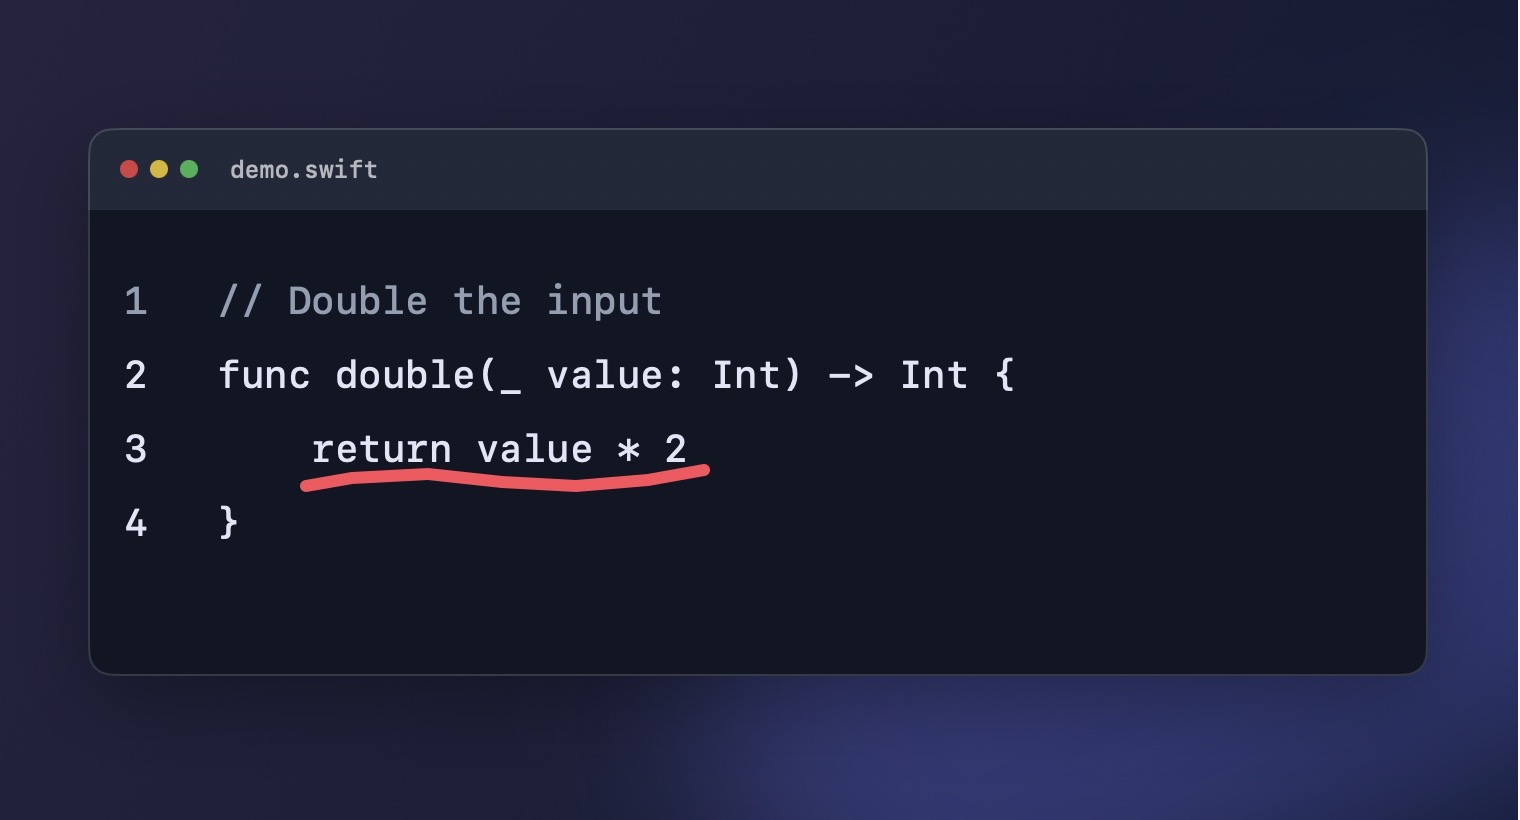 demo.swift
1 // Double the input
2 func double(_ value: Int) -> Int {
3     return value * 2
4 }